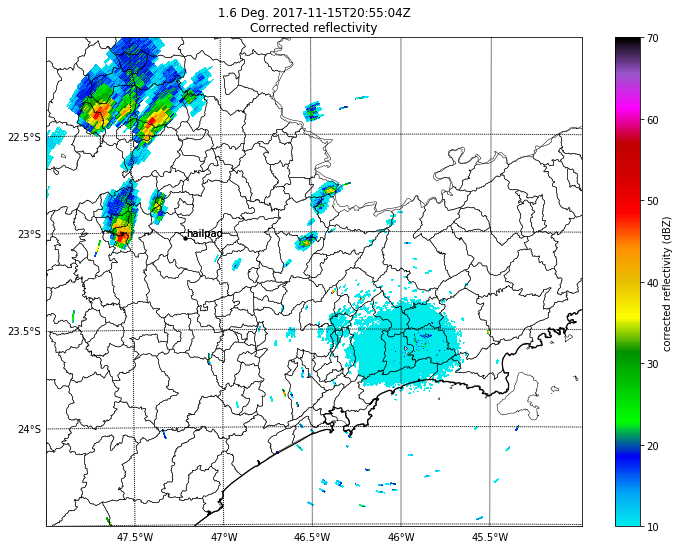 1.6 Deg. 2017-11-15T20:55:04Z
Corrected reflectivity
22.5°S
23°S
23.5°S
24°S
47.5°W
47°W
46.5°W
46°W
45.5°W
hailpad
70
60
50
40
30
20
10
corrected reflectivity (dBZ)